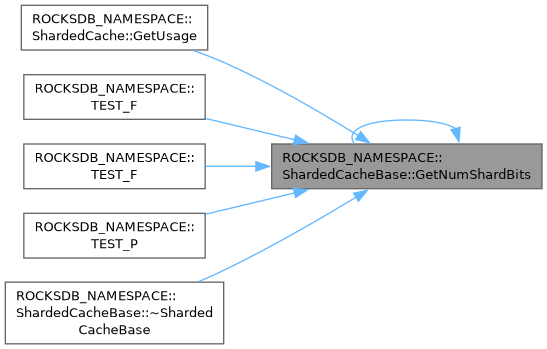 ROCKSDB_NAMESPACE::
ShardedCache::GetUsage
ROCKSDB_NAMESPACE::
TEST_F
ROCKSDB_NAMESPACE::
TEST_F
ROCKSDB_NAMESPACE::
TEST_P
ROCKSDB_NAMESPACE::
ShardedCacheBase::~Sharded
CacheBase
ROCKSDB_NAMESPACE::
ShardedCacheBase::GetNumShardBits